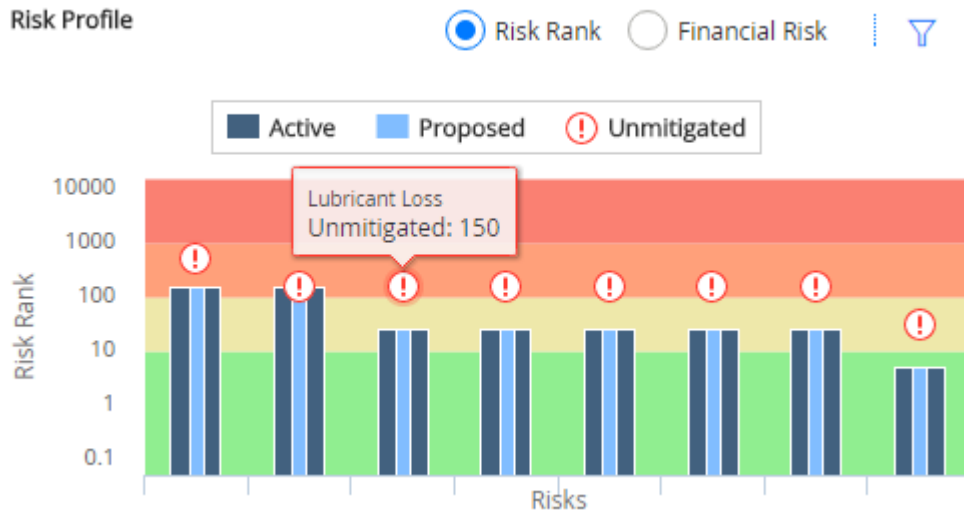 Risk Profile
Risk Rank
Financial Risk
Active
Proposed
Unmitigated
Lubricant Loss
Unmitigated: 150
10000
1000
100
10
1
0.1
Risk Rank
Risks